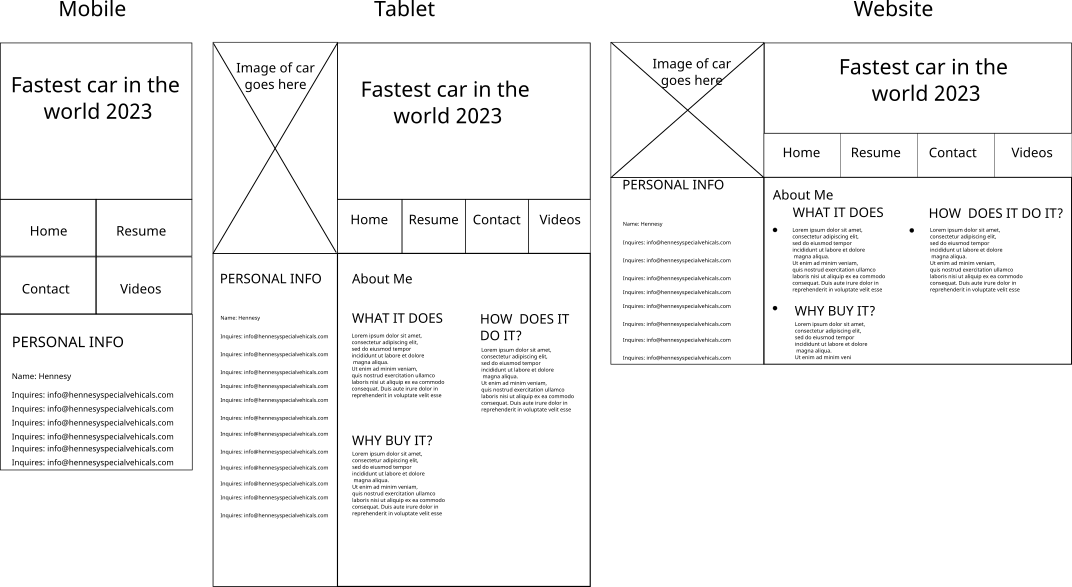 Mobile
Fastest car in the
world 2023
Home
Resume
Contact
Videos
PERSONAL INFO
Name: Hennesy
Inquires: info@hennesyspecialvehicals.com
Inquires: info@hennesyspecialvehicals.com
Inquires: info@hennesyspecialvehicals.com
Inquires: info@hennesyspecialvehicals.com
Inquires: info@hennesyspecialvehicals.com
Inquires: info@hennesyspecialvehicals.com
Tablet
Image of car
goes here
Fastest car in the
world 2023
Home
Resume
Contact
Videos
PERSONAL INFO
Name: Hennesy
Inquires: info@hennesyspecialvehicals.com
Inquires: info@hennesyspecialvehicals.com
Inquires: info@hennesyspecialvehicals.com
Inquires: info@hennesyspecialvehicals.com
Inquires: info@hennesyspecialvehicals.com
Inquires: info@hennesyspecialvehicals.com
Inquires: info@hennesyspecialvehicals.com
Inquires: info@hennesyspecialvehicals.com
Inquires: info@hennesyspecialvehicals.com
Inquires: info@hennesyspecialvehicals.com
Inquires: info@hennesyspecialvehicals.com
Inquires: info@hennesyspecialvehicals.com
About Me
WHAT IT DOES
Lorem ipsum dolor sit amet,
consectetur adipiscing elit,
sed do eiusmod tempor
incididunt ut labore et dolore
magna aliqua.
Ut enim ad minim veniam,
quis nostrud exercitation ullamco
laboris nisi ut aliquip ex ea commodo
consequat. Duis aute irure dolor in
reprehenderit in voluptate velit esse
HOW DOES IT
DO IT?
Lorem ipsum dolor sit amet,
consectetur adipiscing elit,
sed do eiusmod tempor
incididunt ut labore et dolore
magna aliqua.
Ut enim ad minim veniam,
quis nostrud exercitation ullamco
laboris nisi ut aliquip ex ea commodo
consequat. Duis aute irure dolor in
reprehenderit in voluptate velit esse
WHY BUY IT?
Lorem ipsum dolor sit amet,
consectetur adipiscing elit,
sed do eiusmod tempor
incididunt ut labore et dolore
magna aliqua.
Ut enim ad minim veniam,
quis nostrud exercitation ullamco
laboris nisi ut aliquip ex ea commodo
consequat. Duis aute irure dolor in
reprehenderit in voluptate velit esse
Website
Image of car
goes here
Fastest car in the
world 2023
Home
Resume
Contact
Videos
PERSONAL INFO
Name: Hennesy
Inquires: info@hennesyspecialvehicals.com
Inquires: info@hennesyspecialvehicals.com
Inquires: info@hennesyspecialvehicals.com
Inquires: info@hennesyspecialvehicals.com
Inquires: info@hennesyspecialvehicals.com
Inquires: info@hennesyspecialvehicals.com
Inquires: info@hennesyspecialvehicals.com
Inquires: info@hennesyspecialvehicals.com
About Me
WHAT IT DOES
Lorem ipsum dolor sit amet,
consectetur adipiscing elit,
sed do eiusmod tempor
incididunt ut labore et dolore
magna aliqua.
Ut enim ad minim veniam,
quis nostrud exercitation ullamco
laboris nisi ut aliquip ex ea commodo
consequat. Duis aute irure dolor in
reprehenderit in voluptate velit esse
HOW DOES IT DO IT?
Lorem ipsum dolor sit amet,
consectetur adipiscing elit,
sed do eiusmod tempor
incididunt ut labore et dolore
magna aliqua.
Ut enim ad minim veniam,
quis nostrud exercitation ullamco
laboris nisi ut aliquip ex ea commodo
consequat. Duis aute irure dolor in
reprehenderit in voluptate velit esse
WHY BUY IT?
Lorem ipsum dolor sit amet,
consectetur adipiscing elit,
sed do eiusmod tempor
incididunt ut labore et dolore
magna aliqua.
Ut enim ad minim veni